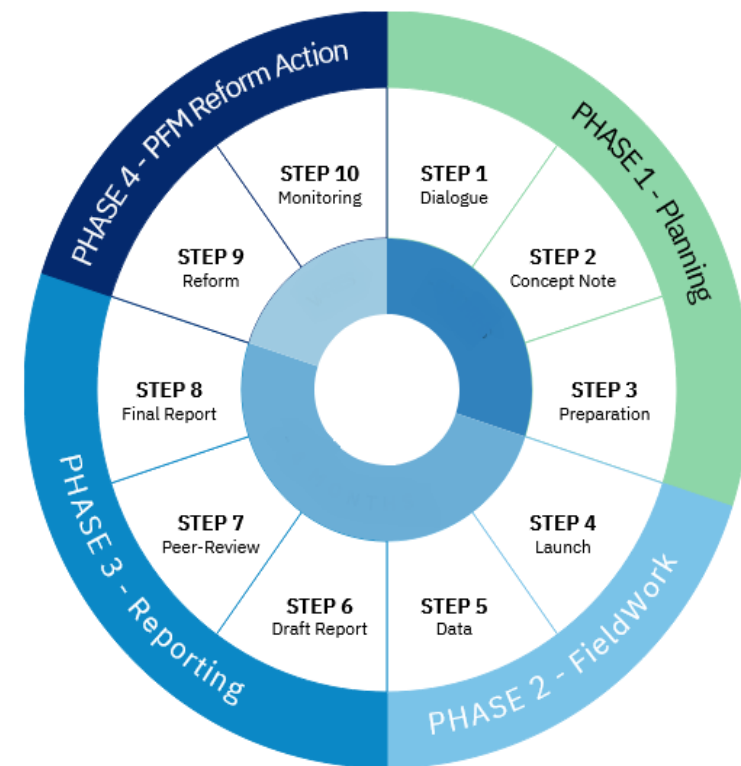 PHASE 1 - Planning
STEP 1
Dialogue
STEP 2
Concept Note
STEP 3
Preparation
PHASE 2 - FieldWork
STEP 4
Launch
STEP 5
Data
PHASE 3 - Reporting
STEP 6
Draft Report
STEP 7
Peer-Review
STEP 8
Final Report
PHASE 4 - PFM Reform Action
STEP 9
Reform
STEP 10
Monitoring